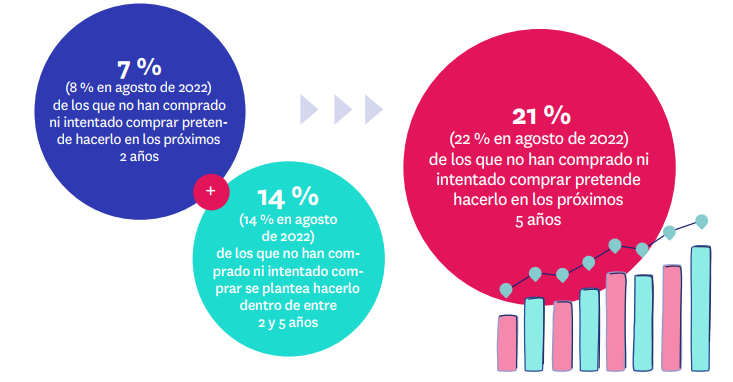 7 %
(8 % en agosto de 2022)
de los que no han comprado
ni intentado comprar preten-
de hacerlo en los próximos
2 años
+
14 %
(14 % en agosto
de 2022)
de los que no han com-
prado ni intentado com-
prar se plantea hacerlo
dentro de entre
2 y 5 años
21 %
(22 % en agosto de 2022)
de los que no han comprado ni
intentado comprar pretende
hacerlo en los próximos
5 años